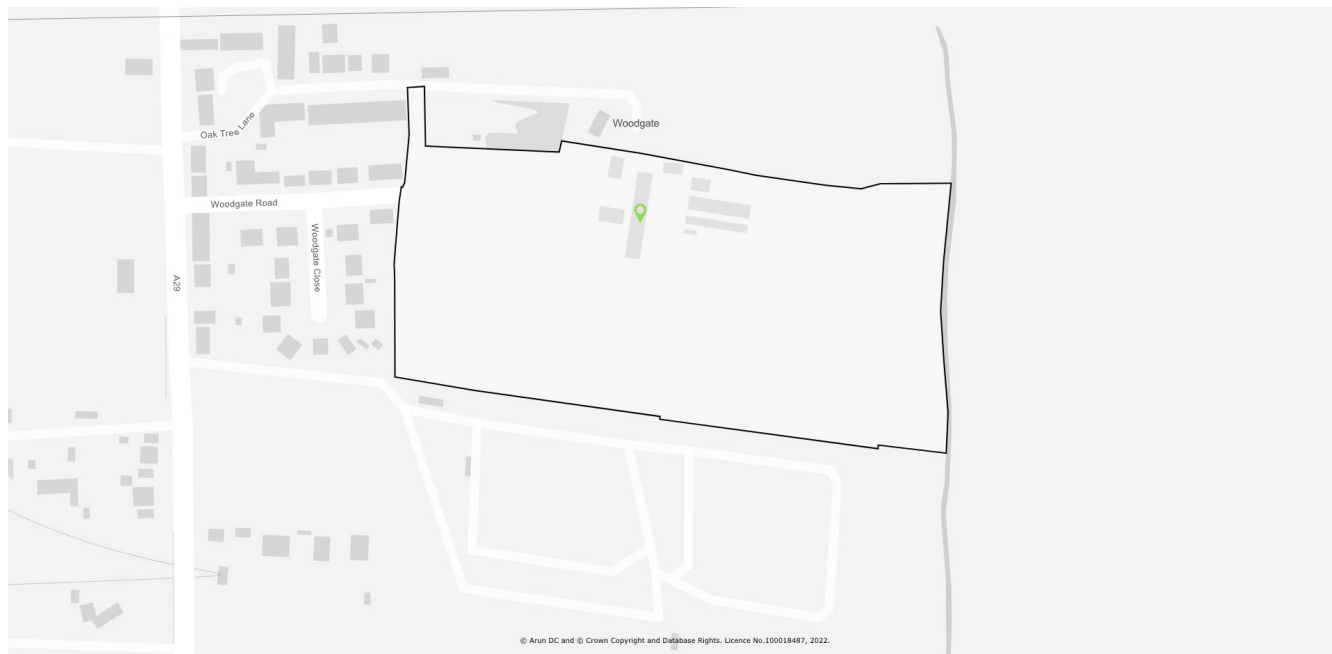 Woodgate
Oak Tree Lane
Woodgate Road
Woodgate Close
A29
© Arun DC and © Crown Copyright and Database Rights. Licence No.100018487, 2022.